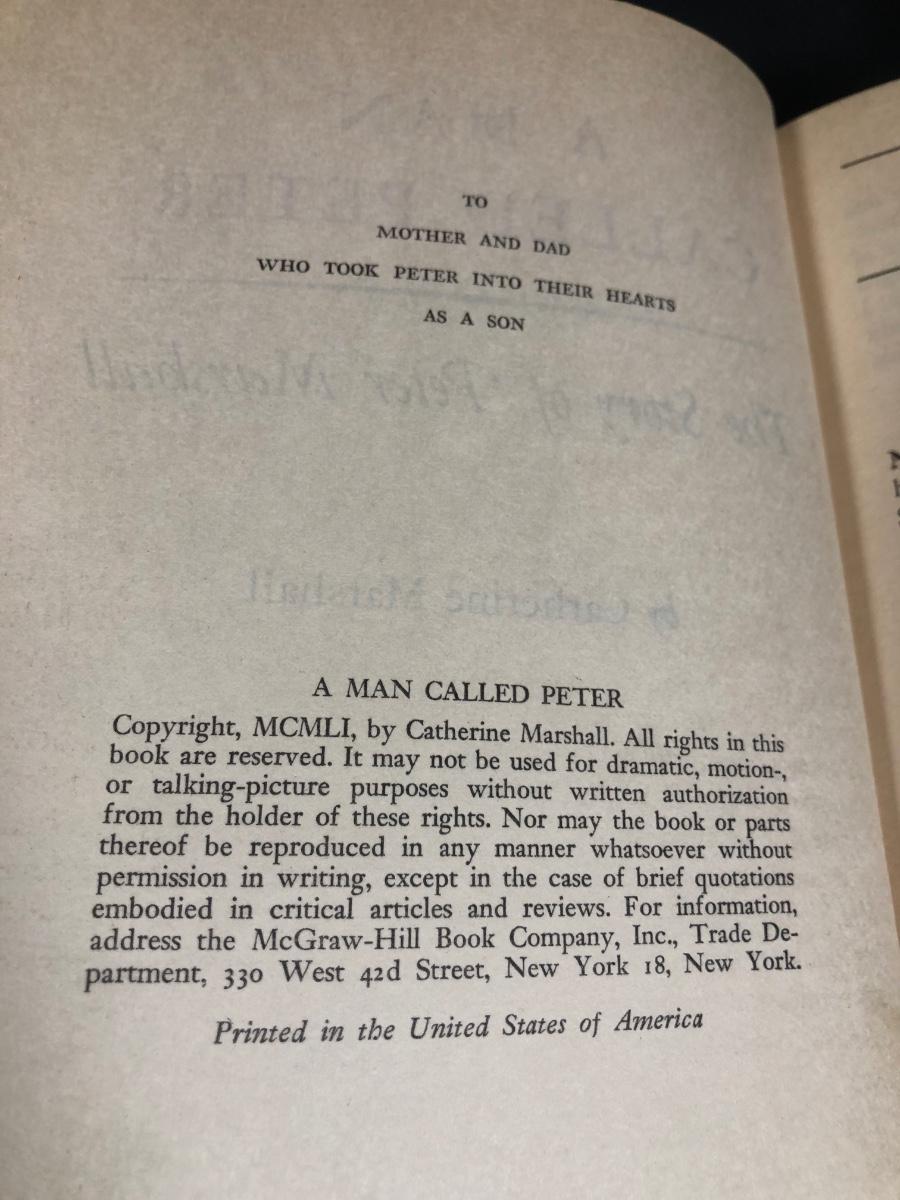 TO
MOTHER AND DAD
WHO TOOK PETER INTO THEIR HEARTS
AS A SON
A MAN CALLED PETER
Copyright, MCMLI, by Catherine Marshall. All rights in this
book are reserved. It may not be used for dramatic, motion-,
or talking-picture purposes without written authorization
from the holder of these rights. Nor may the book or parts
thereof be reproduced in any manner whatsoever without
permission in writing, except in the case of brief quotations
embodied in critical articles and reviews. For information,
address the McGraw-Hill Book Company, Inc., Trade De-
partment, 330 West 42d Street, New York 18, New York.
Printed in the United States of America